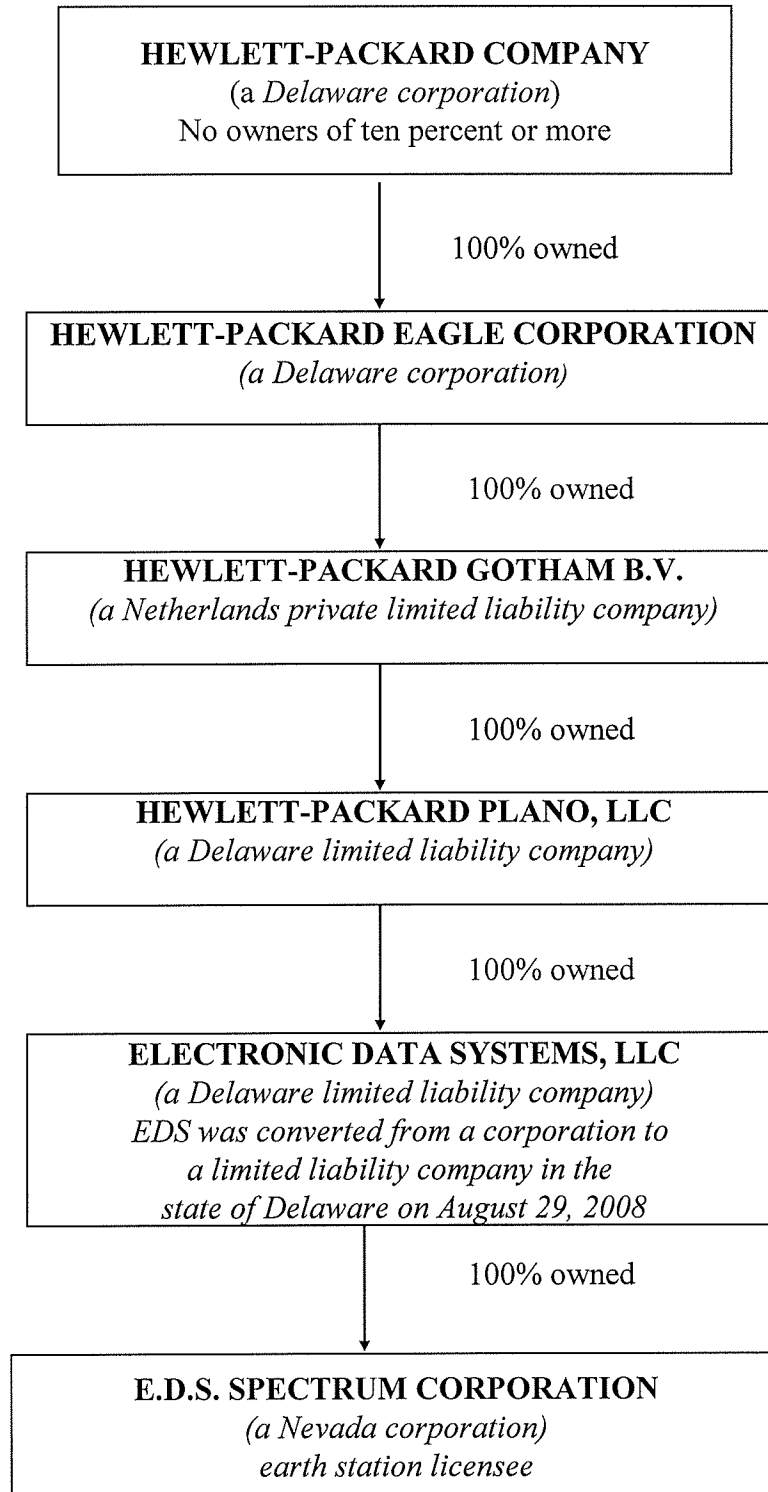 HEWLETT-PACKARD COMPANY
(a Delaware corporation)
No owners of ten percent or more
100% owned
HEWLETT-PACKARD EAGLE CORPORATION
(a Delaware corporation)
100% owned
HEWLETT-PACKARD GOTHAM B.V.
(a Netherlands private limited liability company)
100% owned
HEWLETT-PACKARD PLANO, LLC
(a Delaware limited liability company)
100% owned
ELECTRONIC DATA SYSTEMS, LLC
(a Delaware limited liability company)
EDS was converted from a corporation to
a limited liability company in the
state of Delaware on August 29, 2008
100% owned
E.D.S. SPECTRUM CORPORATION
(a Nevada corporation)
earth station licensee